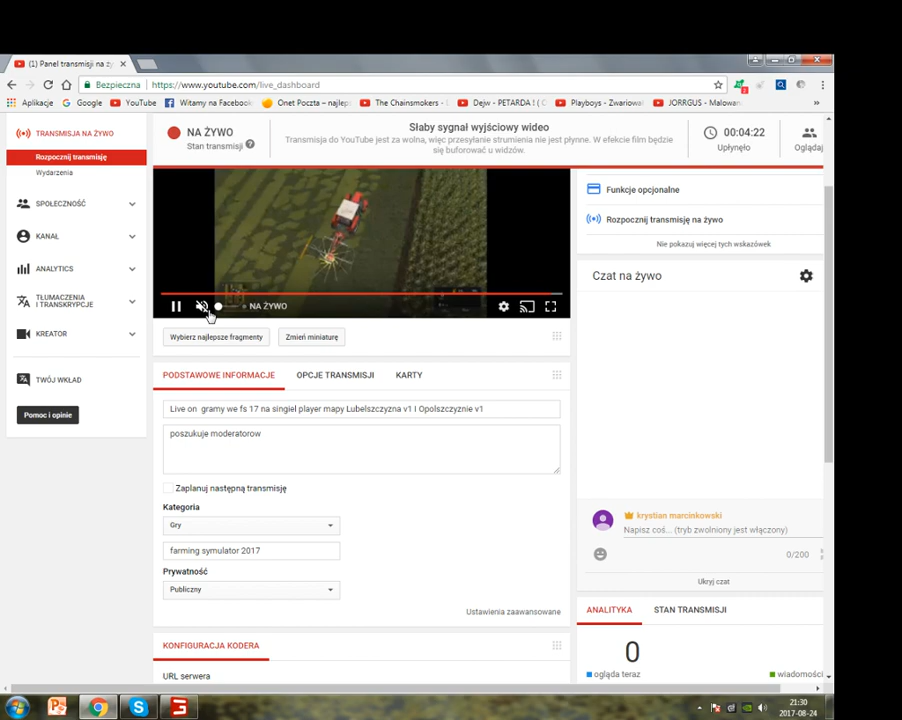 (1) Panel transmisji na ży
Bezpieczna
https://www.youtube.com/live_dashboard
Aplikacje
Google
YouTube
Witamy na Facebook
Onet Poczta – najlep
The Chainsmokers - L
Dejw - PETARDA ! (
Playboys - Zwariował
JORRGUS - Malowan
»
TRANSMISJA NA ŻYWO
Rozpocznij transmisję
Wydarzenia
SPOŁECZNOŚĆ
KANAŁ
ANALYTICS
TŁUMACZENIA
I TRANSKRYPCJE
KREATOR
TWÓJ WKŁAD
Pomoc i opinie
NA ŻYWO
Stan transmisji
Słaby sygnał wyjściowy wideo
Transmisja do YouTube jest za wolna, więc przesyłanie strumienia nie jest płynne. W efekcie film będzie
się buforować u widzów.
00:04:22
Upłynęło
Oglądaj
NA ŻYWO
Wybierz najlepsze fragmenty
Zmień miniaturę
PODSTAWOWE INFORMACJE
OPCJE TRANSMISJI
KARTY
Live on gramy we fs 17 na singiel player mapy Lubelszczyzna v1 I Opolszczyznie v1
poszukuje moderatorow
Zaplanuj następną transmisję
Kategoria
Gry
farming symulator 2017
Prywatność
Publiczny
Ustawienia zaawansowane
KONFIGURACJA KODERA
URL serwera
Funkcje opcjonalne
Rozpocznij transmisję na żywo
Nie pokazuj więcej tych wskazówek
Czat na żywo
krystian marcinkowski
Napisz coś... (tryb zwolniony jest włączony)
0/200
Ukryj czat
ANALITYKA
STAN TRANSMISJI
0
ogląda teraz
wiadomości
21:30
2017-08-24